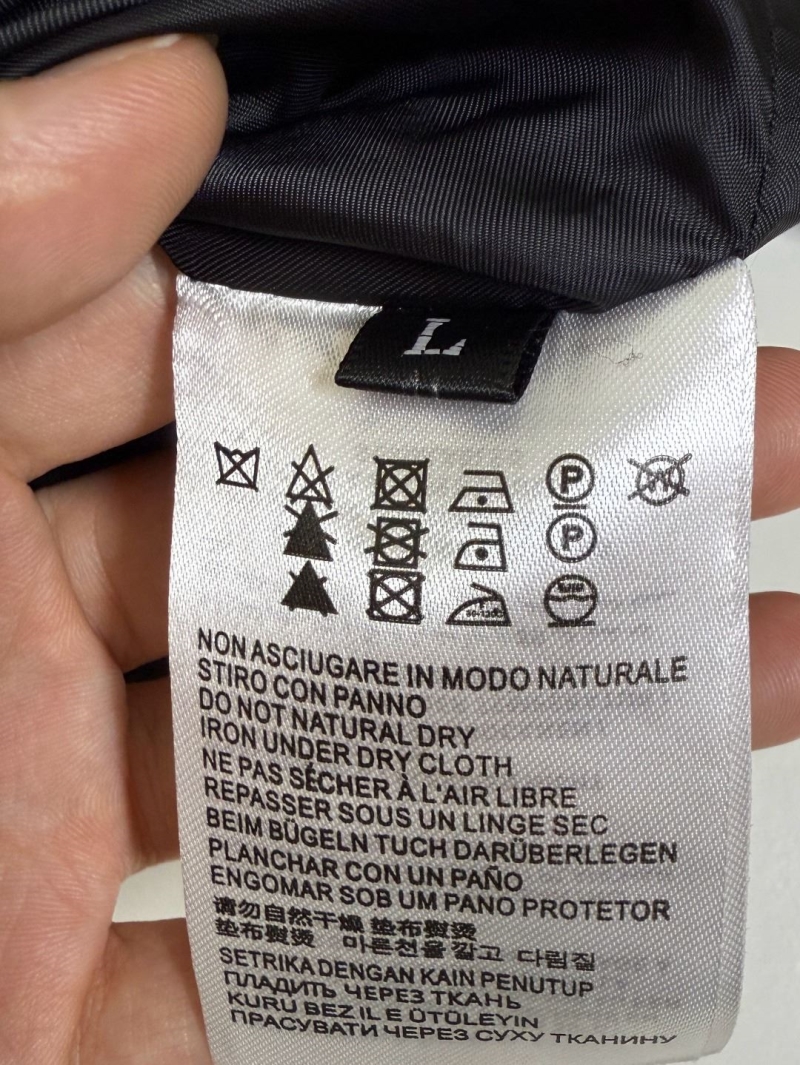 L
P
W
P
NON ASCIUGARE IN MODO NATURALE
STIRO CON PANNO
DO NOT NATURAL DRY
IRON UNDER DRY CLOTH
NE PAS SÉCHER À L'AIR LIBRE
REPASSER SOUS UN LINGE SEC
BEIM BÜGELN TUCH DARÜBERLEGEN
PLANCHAR CON UN PAÑO
ENGOMAR SOB UM PANO PROTETOR
请勿自然干燥 垫布熨烫
垫布熨烫 마른천을 깔고 다림질
SETRIKA DENGAN KAIN PENUTUP
ПЛАДИТЬ ЧЕРЕЗ ТКАНЬ
KURU BEZ IL E ÜTÜLEYIN
ПРАСУВАТИ ЧЕРЕЗ СУХУ ТКАНИНУ